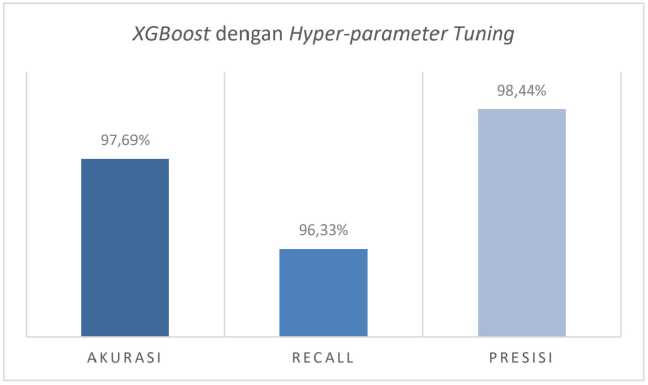 XGBoost dengan Hyper-parameter Tuning
98,44%
97,69%
96,33%
AKURASI RECALL PRESISI